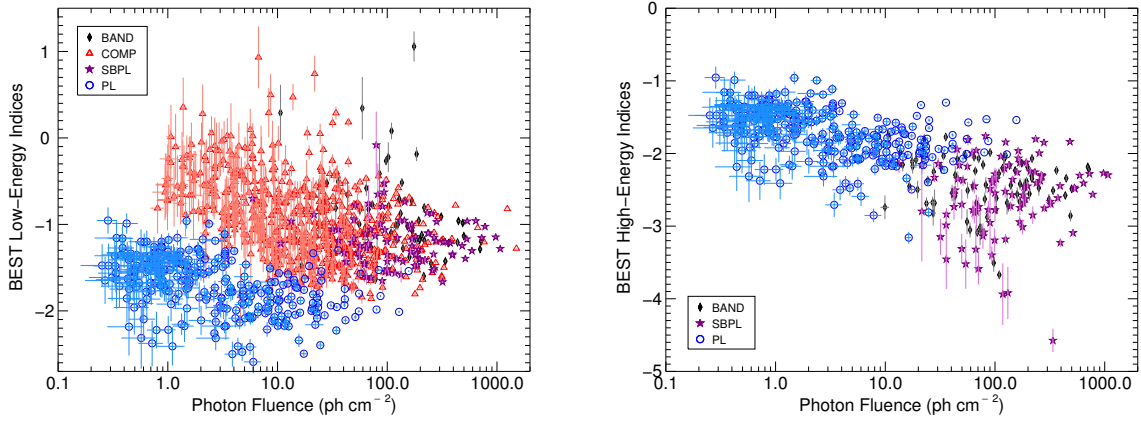 BAND
COMP
SBPL
PL
1
0
−1
−2
BEST Low−Energy Indices
0.1 1.0 10.0 100.0 1000.0
Photon Fluence (ph cm −2)
0
−1
−2
−3
−4
−5
BEST High−Energy Indices
BAND
SBPL
PL
0.1 1.0 10.0 100.0 1000.0
Photon Fluence (ph cm −2)